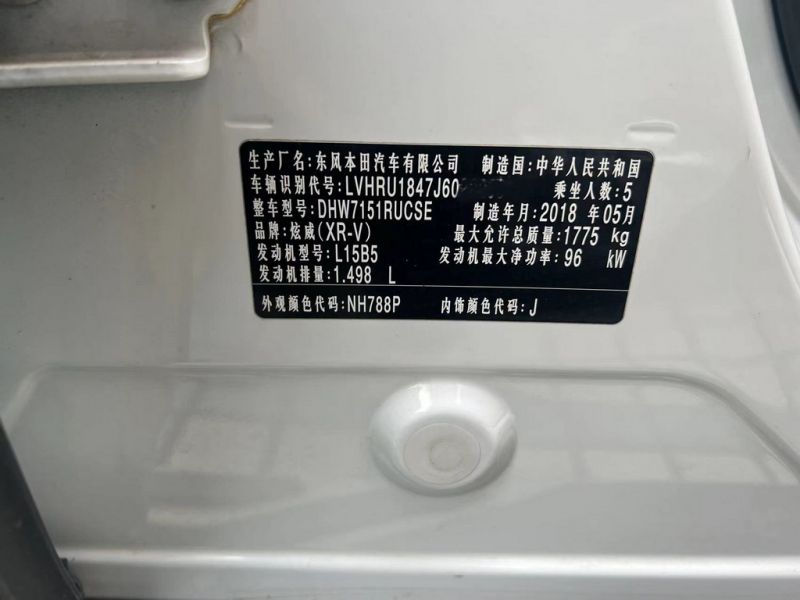 生产厂名:东风本田汽车有限公司 制造国:中华人民共和国
车辆识别代号:LVHRU1847J60 乘坐人数:5
整车型号:DHW7151RUCSE 制造年月:2018 年05月
品牌:炫威(XR-V) 最大允许总质量:1775 kg
发动机型号:L15B5 发动机最大净功率:96 kW
发动机排量:1.498 L
外观颜色代码:NH788P 内饰颜色代码:J